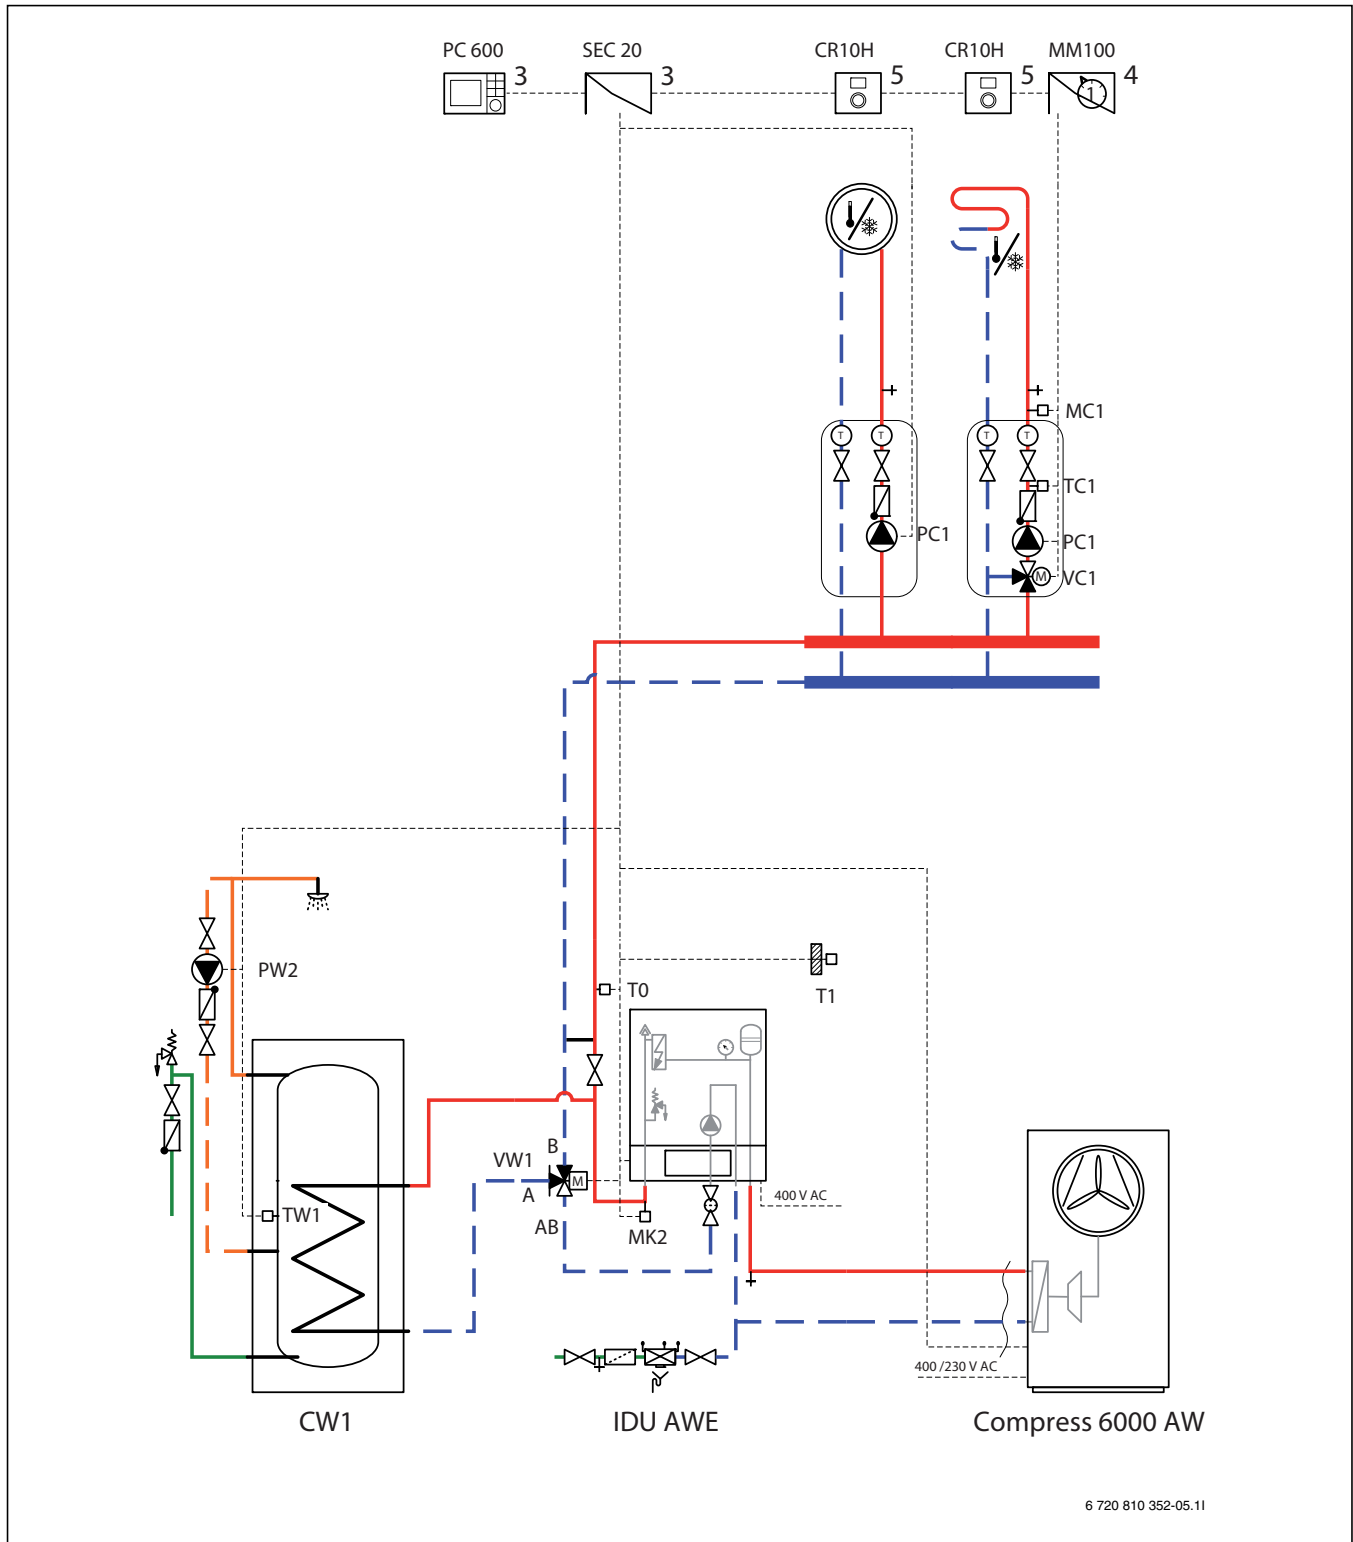 PC 600
SEC 20
CR10H
CR10H
MM100
3
3
5
5
1
4
MC1
T
T
T
T
TC1
PC1
PC1
M
VC1
PW2
T0
T1
B
VW1
M
A
400 V AC
TW1
AB
MK2
400 /230 V AC
CW1
IDU AWE
Compress 6000 AW
6 720 810 352-05.1I